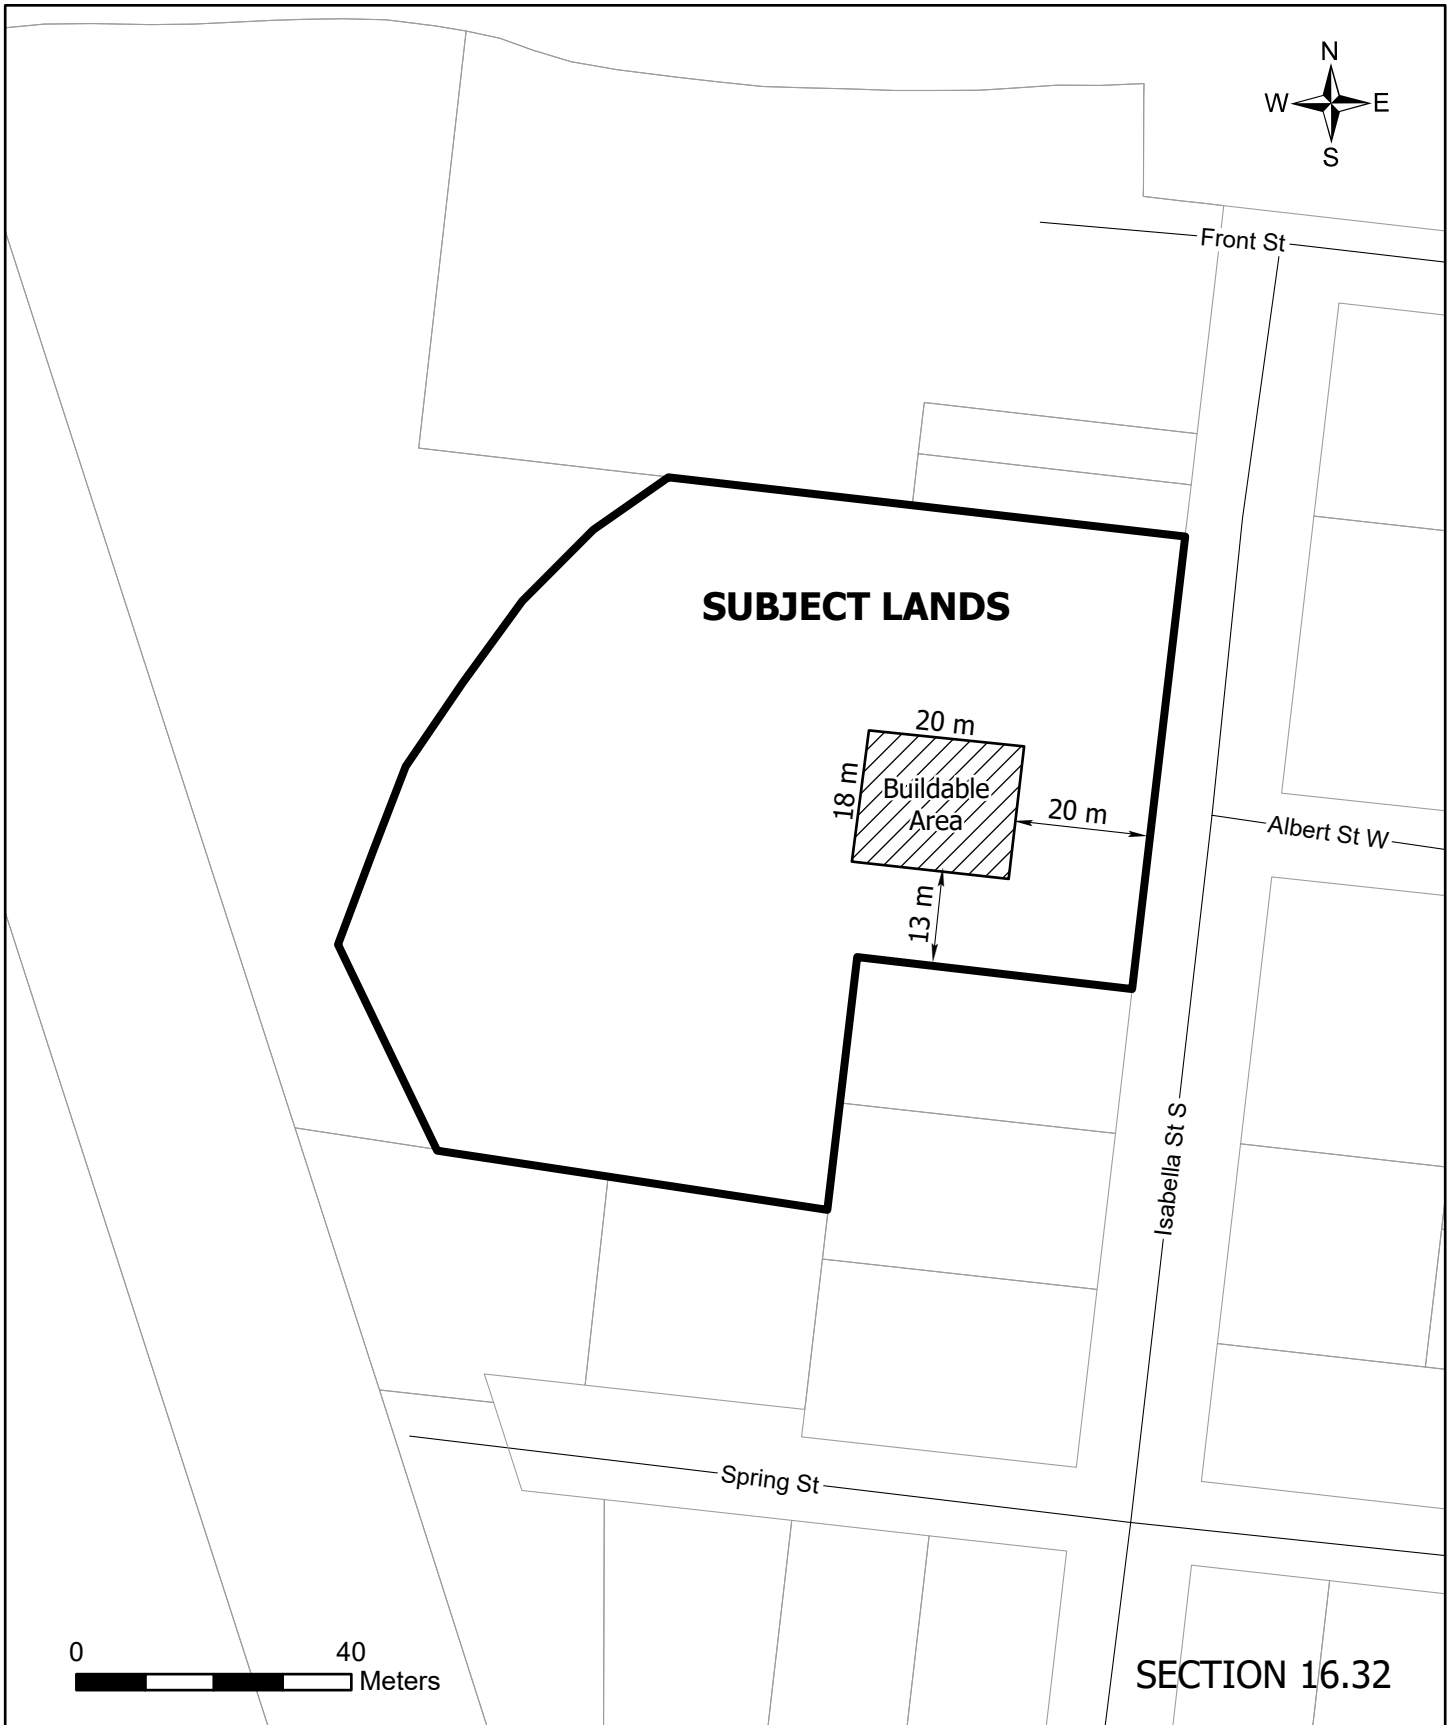 N
W E
S
Front St
SUBJECT LANDS
20 m
18 m
Buildable
Area
20 m
Albert St W
13 m
Isabella St S
Spring St
0 40
Meters
SECTION 16.32